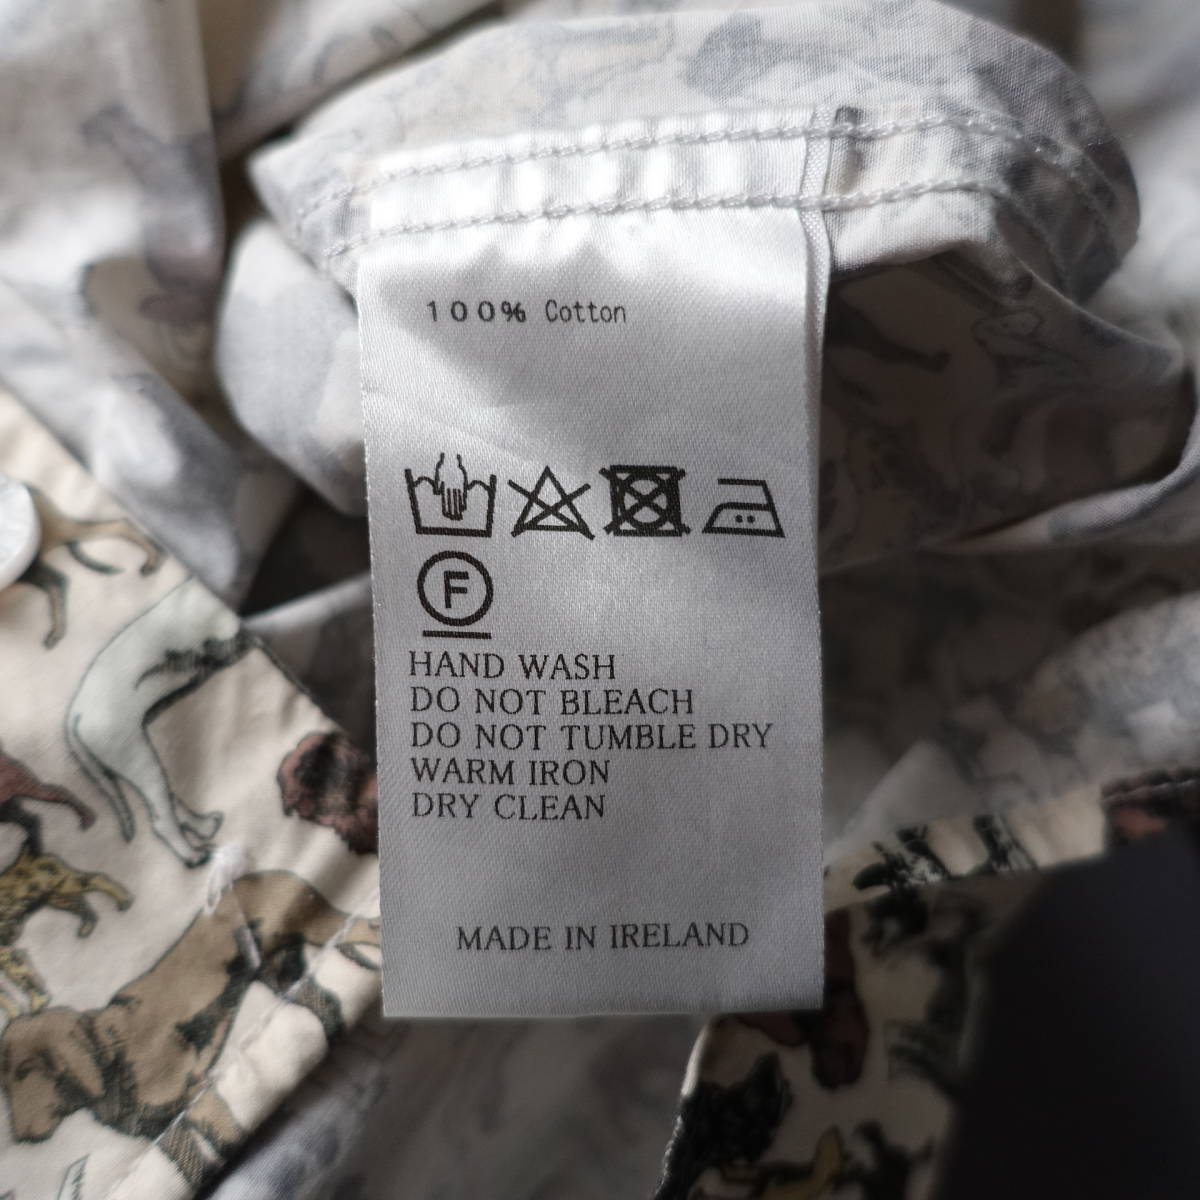 100% Cotton
F
HAND WASH
DO NOT BLEACH
DO NOT TUMBLE DRY
WARM IRON
DRY CLEAN
MADE IN IRELAND